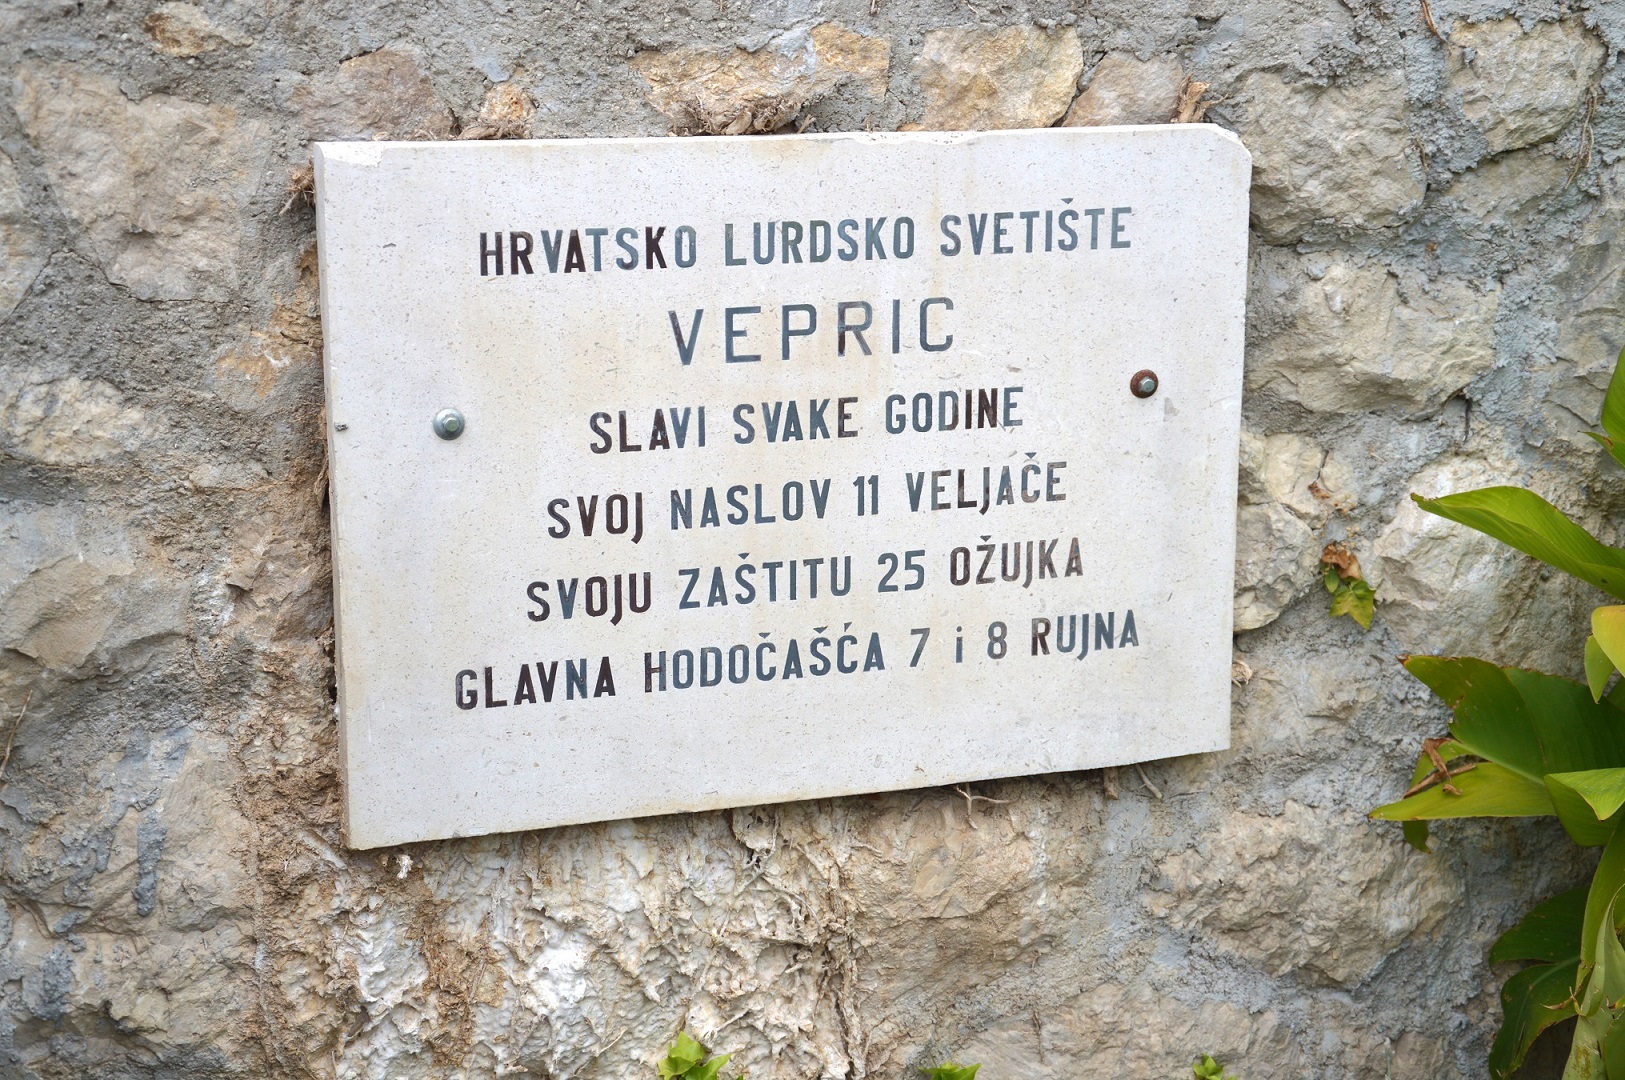 HRVATSKO LURDSKO SVETIŠTE
VEPRIC
SLAVI SVAKE GODINE
SVOJ NASLOV 11 VELJAČE
SVOJU ZAŠTITU 25 OŽUJKA
GLAVNA HODOČAŠĆA 7 i 8 RUJNA